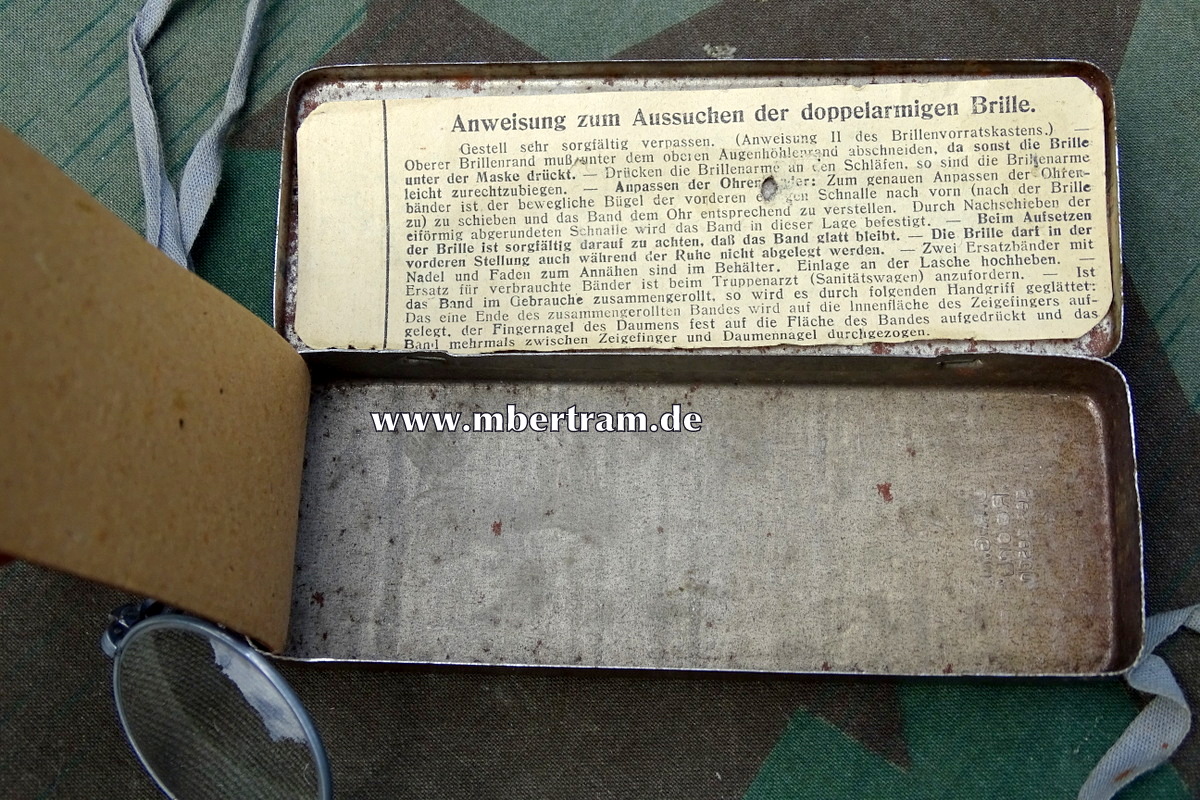 Anweisung zum Aussuchen der doppelarmigen Brille.
Gestell sehr sorgfältig verpassen. (Anweisung II des Brillenvorratskastens.) —
Oberer Brillenrand muß unter dem oberen Augenhöhlenrand abschneiden, da sonst die Brille
unter der Maske drückt. — Drücken die Brillenarme an den Schläfen, so sind die Brillenarme
leicht zurechtzubiegen. — Anpassen der Zum genauen Anpassen der Ohren-
bänder ist der bewegliche Bügel der vorderen Schnalle nach vorn (nach der Brille
zu) zu schieben und das Band dem Ohr entsprechend zu verstellen. Durch Nachschieben der
eiförmig abgerundeten Schnalle wird das Band in dieser Lage befestigt. — Beim Aufsetzen
der Brille ist sorgfältig darauf zu achten, daß das Band glatt bleibt. — Die Brille darf in der
vorderen Stellung auch während der Ruhe nicht abgelegt werden. — Zwei Ersatzbänder mit
Nadel und Faden zum Annähen sind im Behälter. Einlage an der Lasche hochheben. —
Ersatz für verbrauchte Bänder ist beim Truppenarzt (Sanitätswagen) anzufordern. — Ist
das Band im Gebrauche zusammengerollt, so wird es durch folgenden Handgriff geglättet:
Das eine Ende des zusammengerollten Bandes wird auf die Innenfläche des Zeigefingers auf-
gelegt, der Fingernagel des Daumens fest auf die Fläche des Bandes aufgedrückt und das
Band mehrmals zwischen Zeigefinger und Daumennagel durchgezogen.
www.mbertram.de